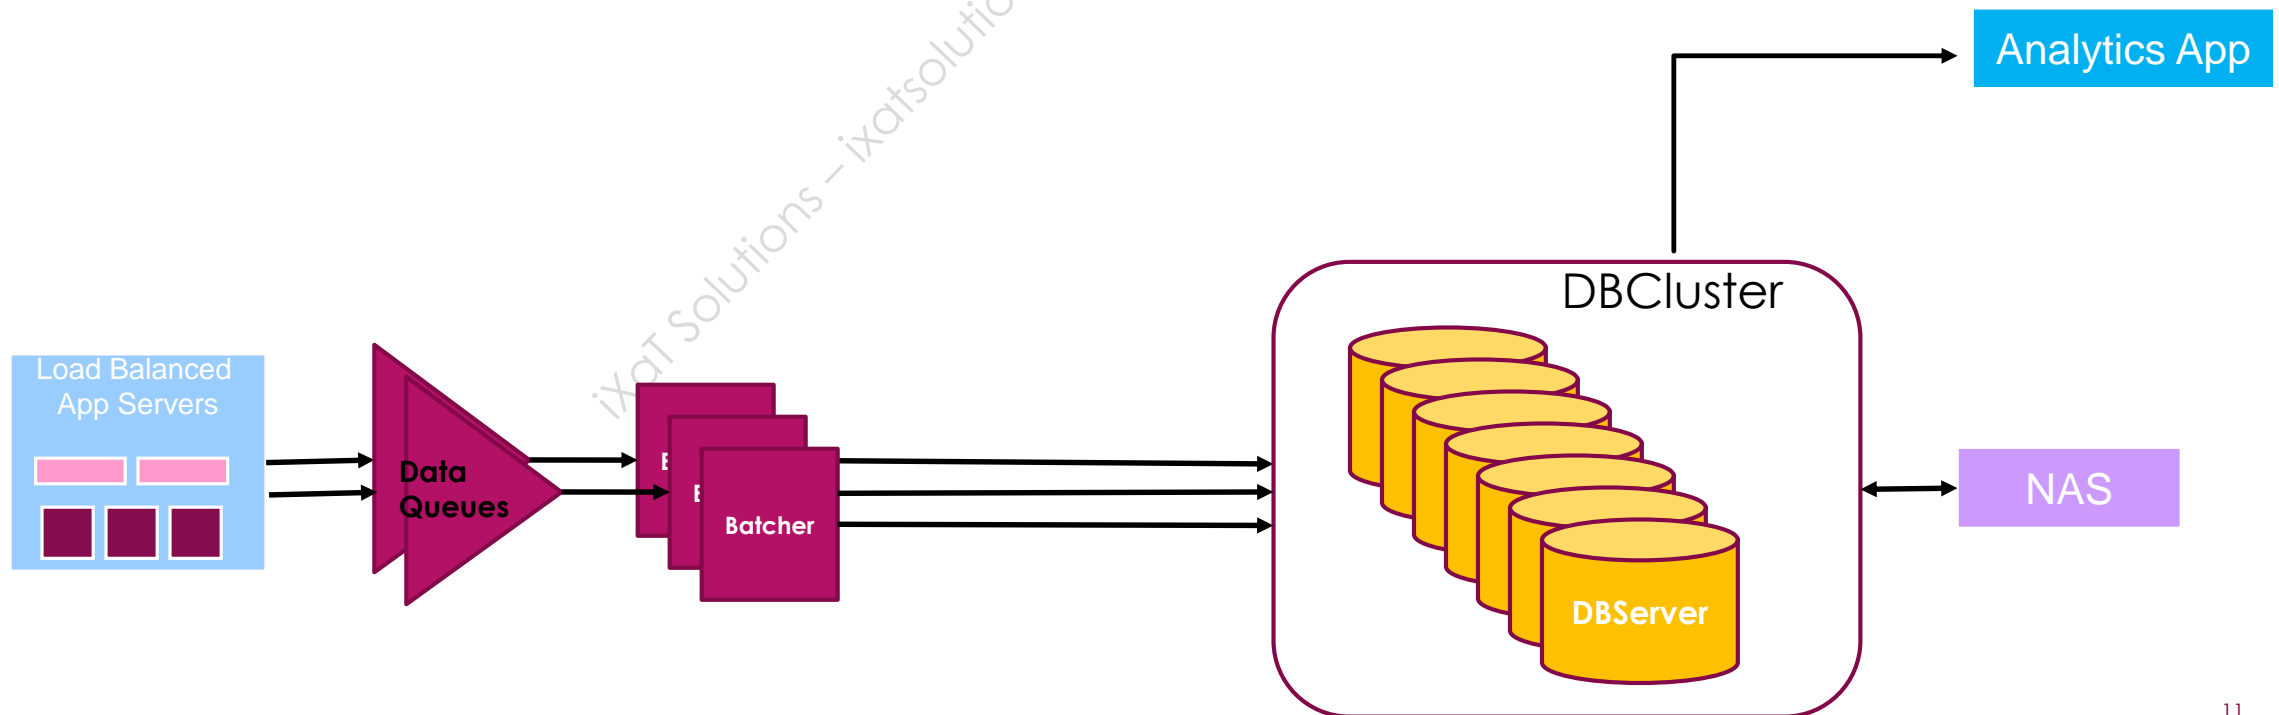 Analytics App
iXaT Solutions – ixatsolutio
DBCluster
Load Balanced
App Servers
Data
Queues
B
B
Batcher
NAS
DBServer
11